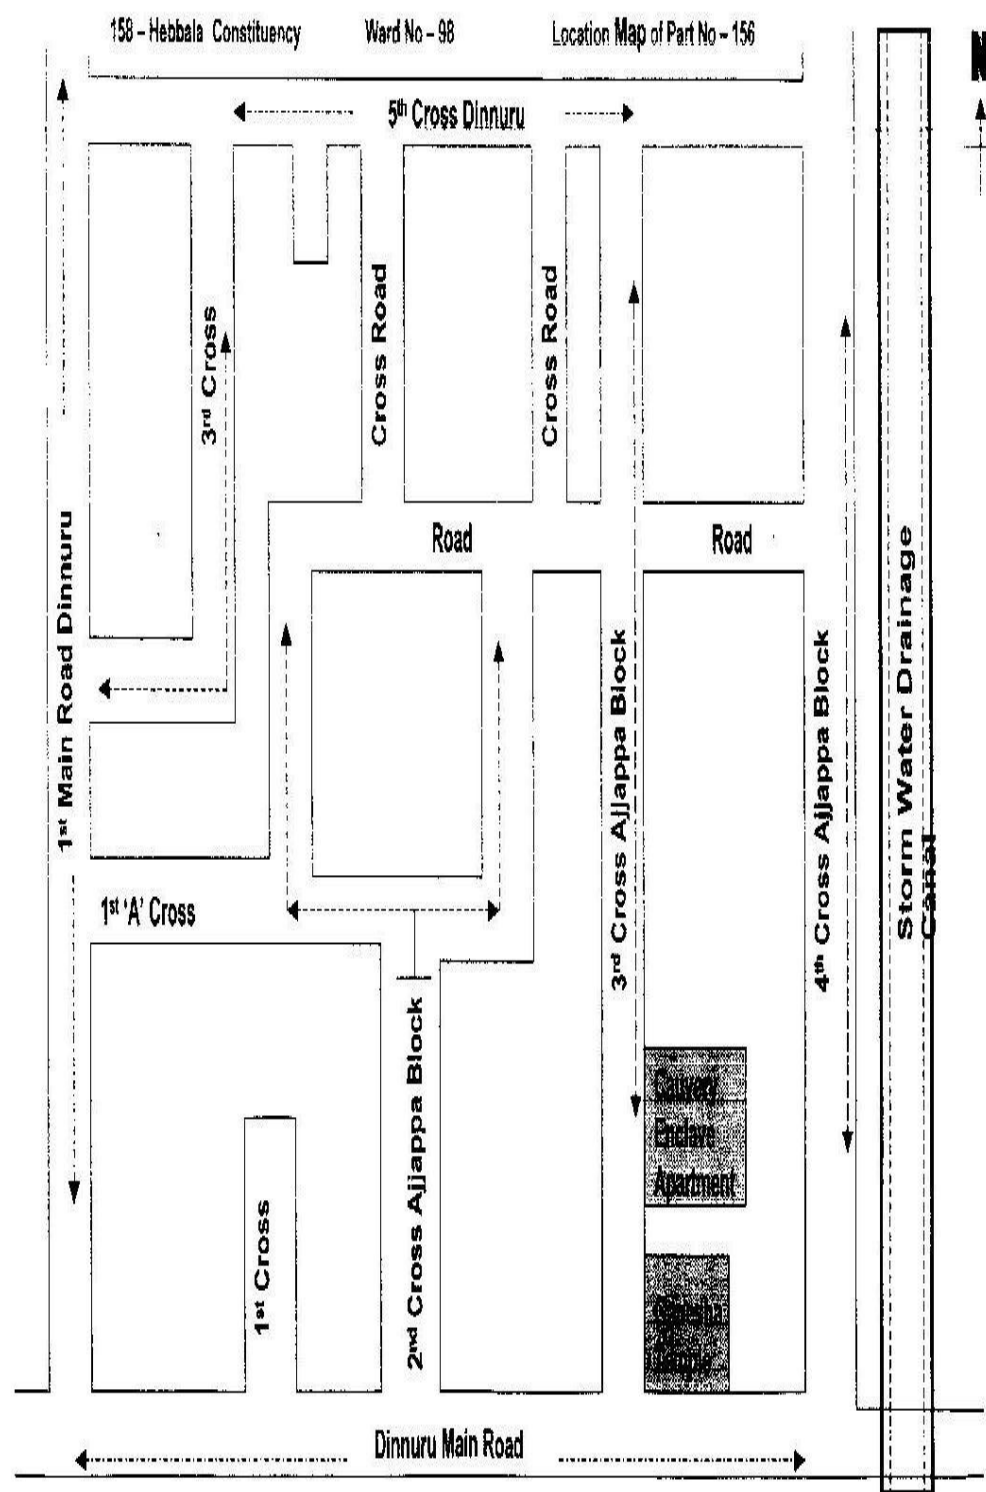 158 – Hebbala Constituency Ward No – 98 Location Map of Part No – 156
N
5th Cross Dinnuru
3rd Cross
Cross Road
Cross Road
Road
Road
1st Main Road Dinnuru
3rd Cross Ajjappa Block
4th Cross Ajjappa Block
Storm Water Drainage
Canal
1st 'A' Cross
2nd Cross Ajjappa Block
1st Cross
Cauvery
Enclave
Apartment
Temple
Dinnuru Main Road